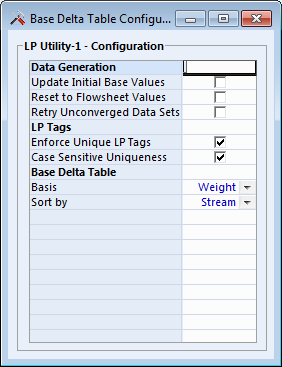 Base Delta Table Configu...
LP Utility-1 - Configuration
Data Generation
Update Initial Base Values
Reset to Flowsheet Values
Retry Unconverged Data Sets
LP Tags
Enforce Unique LP Tags
Case Sensitive Uniqueness
Base Delta Table
Basis Weight
Sort by Stream